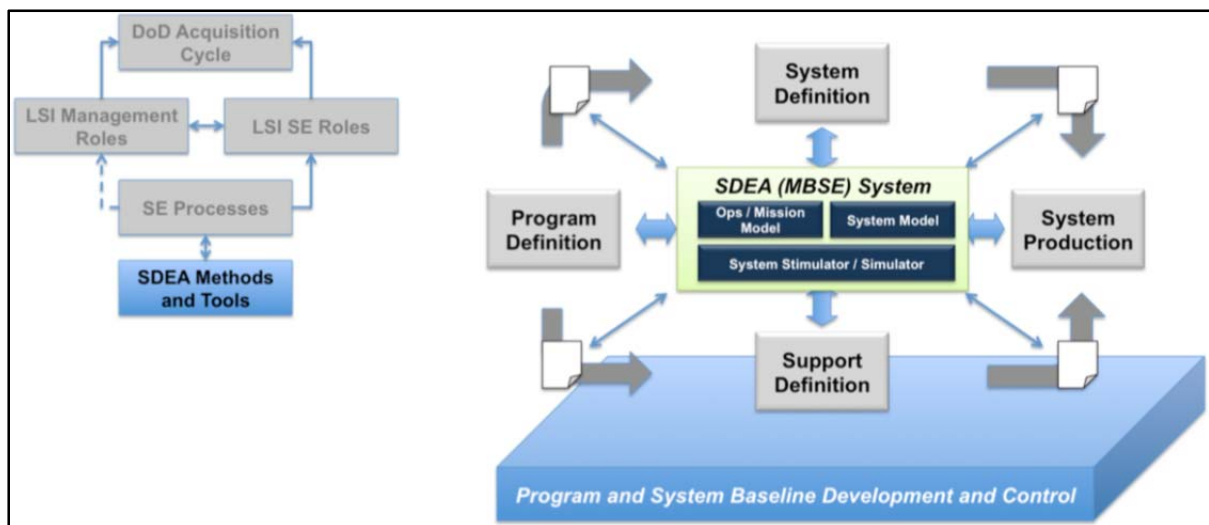 DoD Acquisition
Cycle
LSI Management
Roles
LSI SE Roles
SE Processes
SDEA Methods
and Tools
System
Definition
SDEA (MBSE) System
Ops / Mission
Model
System Model
System Stimulator / Simulator
Program
Definition
System
Production
Support
Definition
Program and System Baseline Development and Control